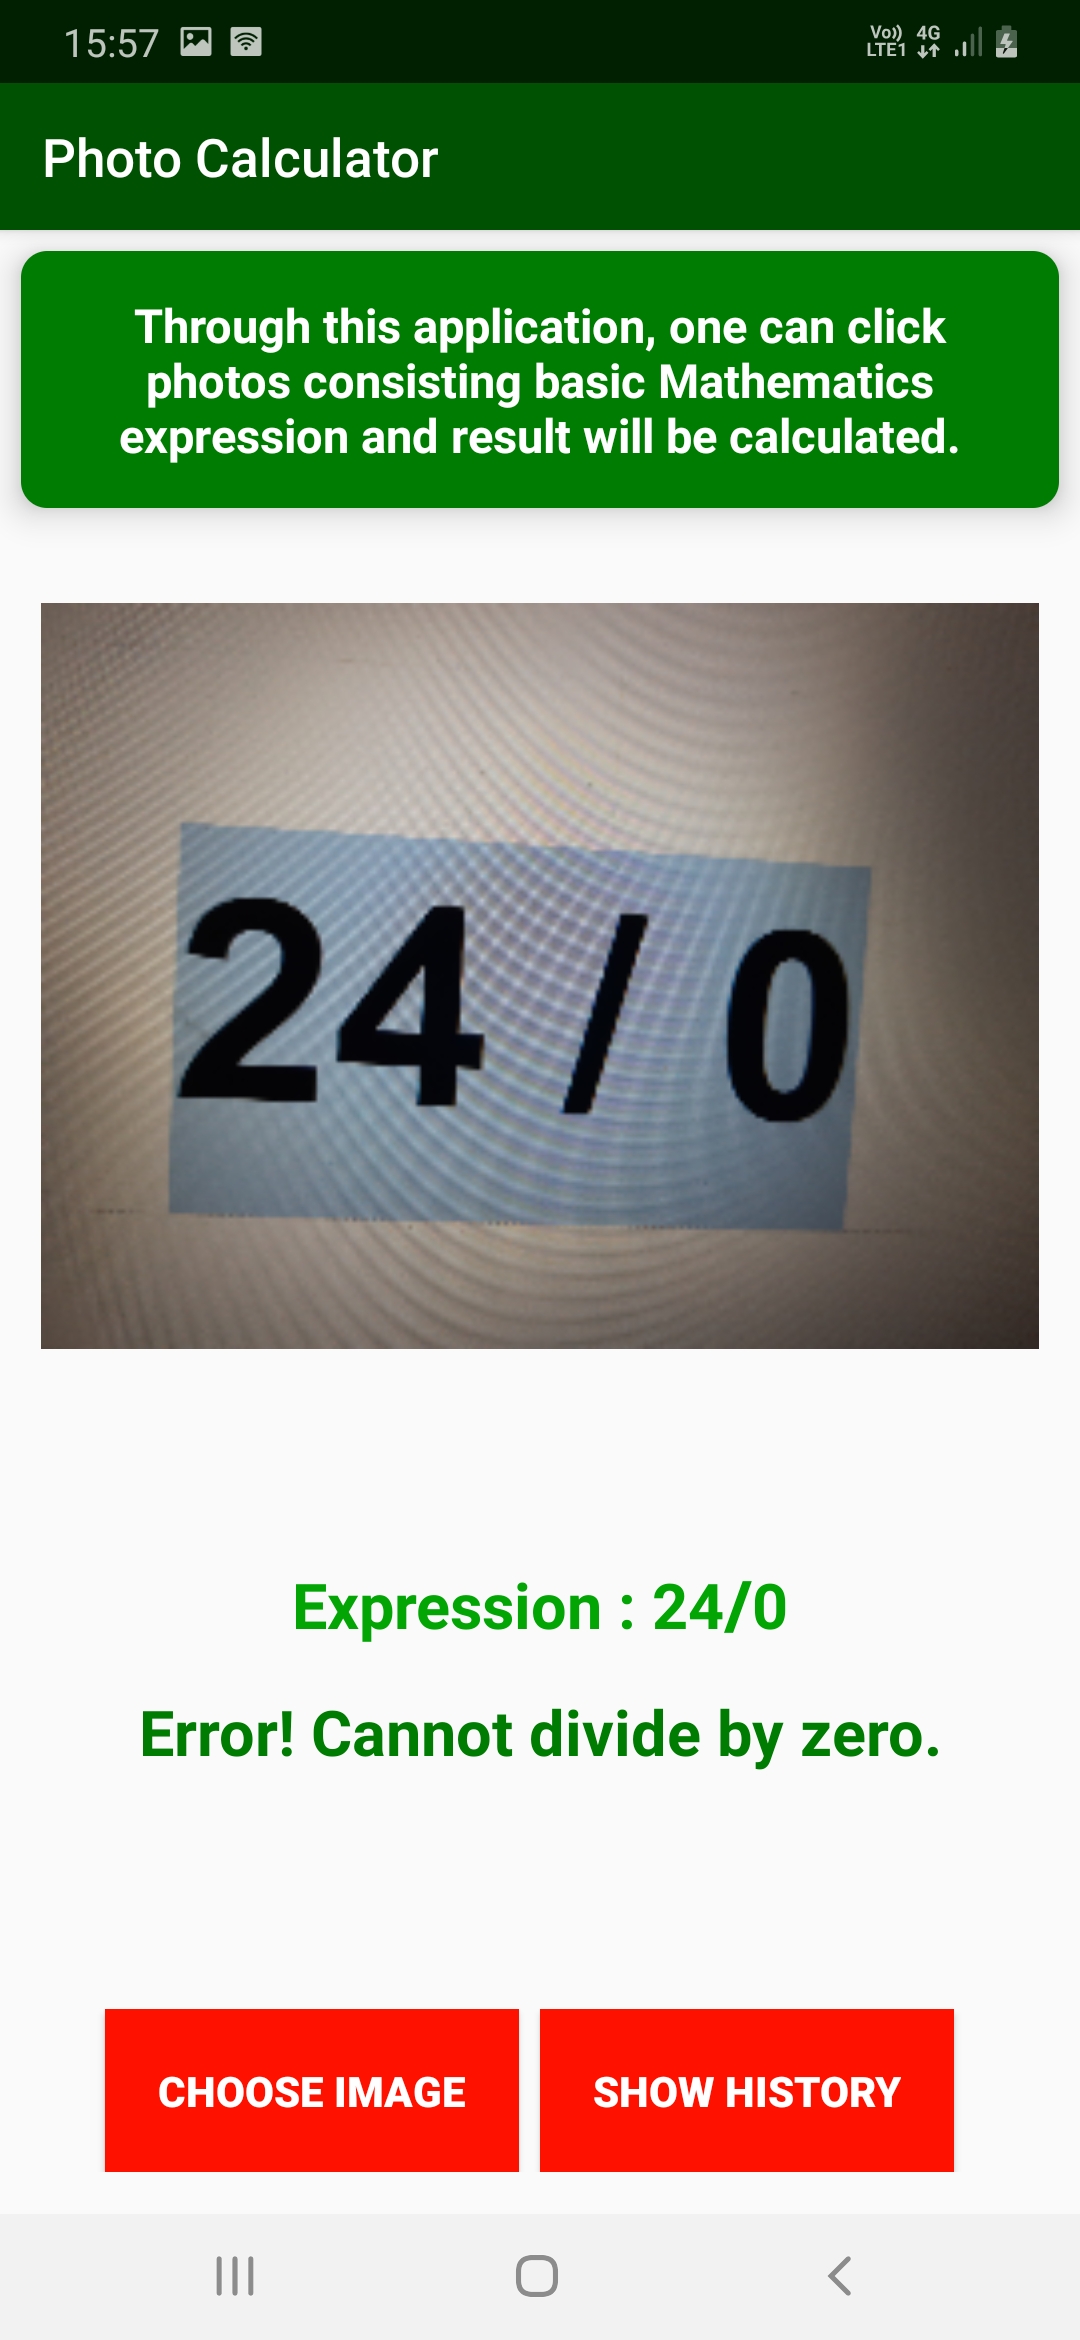 15:57
Vo)) 4G
LTE1
Photo Calculator
Through this application, one can click
photos consisting basic Mathematics
expression and result will be calculated.
24 / 0
Expression : 24/0
Error! Cannot divide by zero.
CHOOSE IMAGE SHOW HISTORY